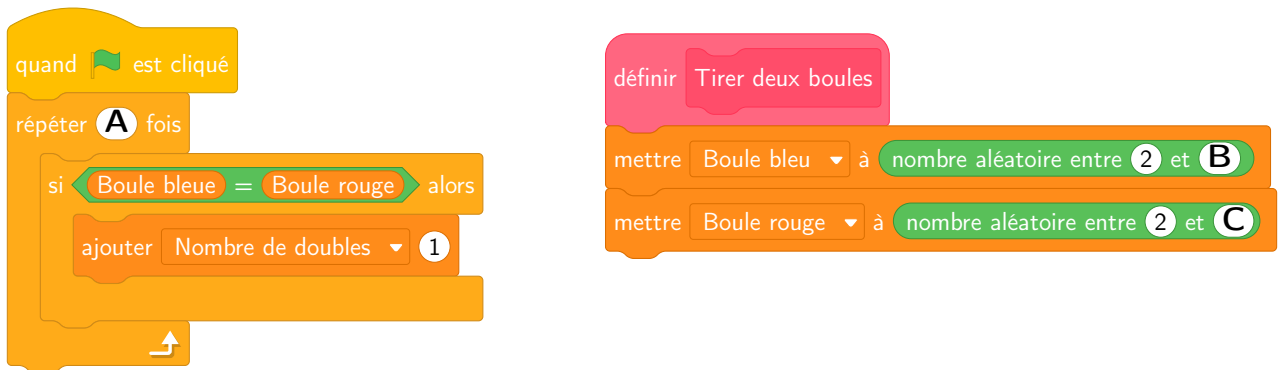 quand est cliqué
répéter A fois
si Boule bleue = Boule rouge alors
ajouter Nombre de doubles 1
définir Tirer deux boules
mettre Boule bleu à nombre aléatoire entre 2 et B
mettre Boule rouge à nombre aléatoire entre 2 et C